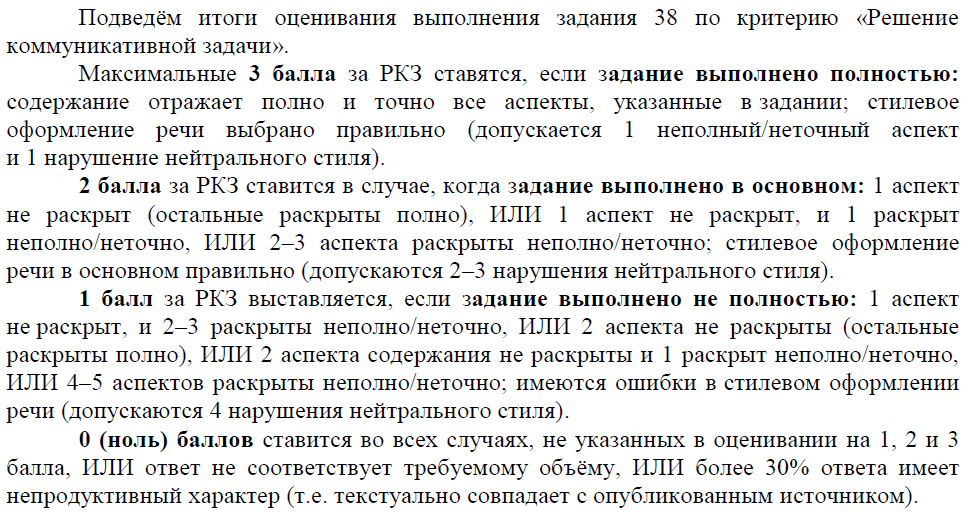 Подведём итоги оценивания выполнения задания 38 по критерию «Решение
коммуникативной задачи».
Максимальные 3 балла за РКЗ ставятся, если задание выполнено полностью:
содержание отражает полно и точно все аспекты, указанные в задании; стилевое
оформление речи выбрано правильно (допускается 1 неполный/неточный аспект
и 1 нарушение нейтрального стиля).
2 балла за РКЗ ставится в случае, когда задание выполнено в основном: 1 аспект
не раскрыт (остальные раскрыты полно), ИЛИ 1 аспект не раскрыт, и 1 раскрыт
неполно/неточно, ИЛИ 2–3 аспекта раскрыты неполно/неточно; стилевое оформление
речи в основном правильно (допускаются 2–3 нарушения нейтрального стиля).
1 балл за РКЗ выставляется, если задание выполнено не полностью: 1 аспект
не раскрыт, и 2–3 раскрыты неполно/неточно, ИЛИ 2 аспекта не раскрыты (остальные
раскрыты полно), ИЛИ 2 аспекта содержания не раскрыты и 1 раскрыт неполно/неточно,
ИЛИ 4–5 аспектов раскрыты неполно/неточно; имеются ошибки в стилевом оформлении
речи (допускаются 4 нарушения нейтрального стиля).
0 (ноль) баллов ставится во всех случаях, не указанных в оценивании на 1, 2 и 3
балла, ИЛИ ответ не соответствует требуемому объёму, ИЛИ более 30% ответа имеет
непродуктивный характер (т.е. текстуально совпадает с опубликованным источником).